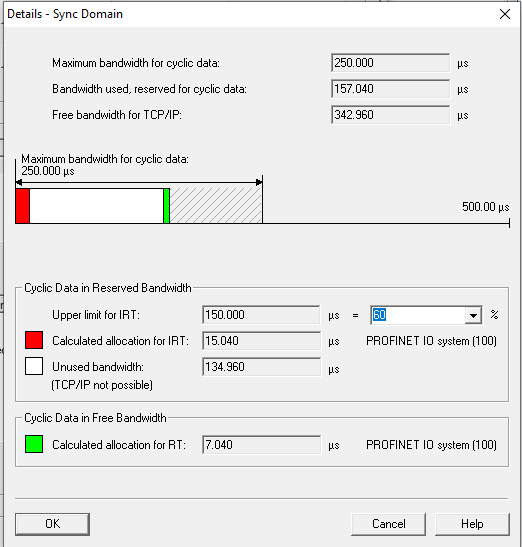 Details - Sync Domain
Maximum bandwidth for cyclic data: 250.000 µs
Bandwidth used, reserved for cyclic data: 157.040 µs
Free bandwidth for TCP/IP: 342.960 µs
Maximum bandwidth for cyclic data:
250.000 µs
500.00 µs
Cyclic Data in Reserved Bandwidth
Upper limit for IRT: 150.000 µs = 60 %
Calculated allocation for IRT: 15.040 µs PROFINET IO system (100)
Unused bandwidth: 134.960 µs
(TCP/IP not possible)
Cyclic Data in Free Bandwidth
Calculated allocation for RT: 7.040 µs PROFINET IO system (100)
OK Cancel Help